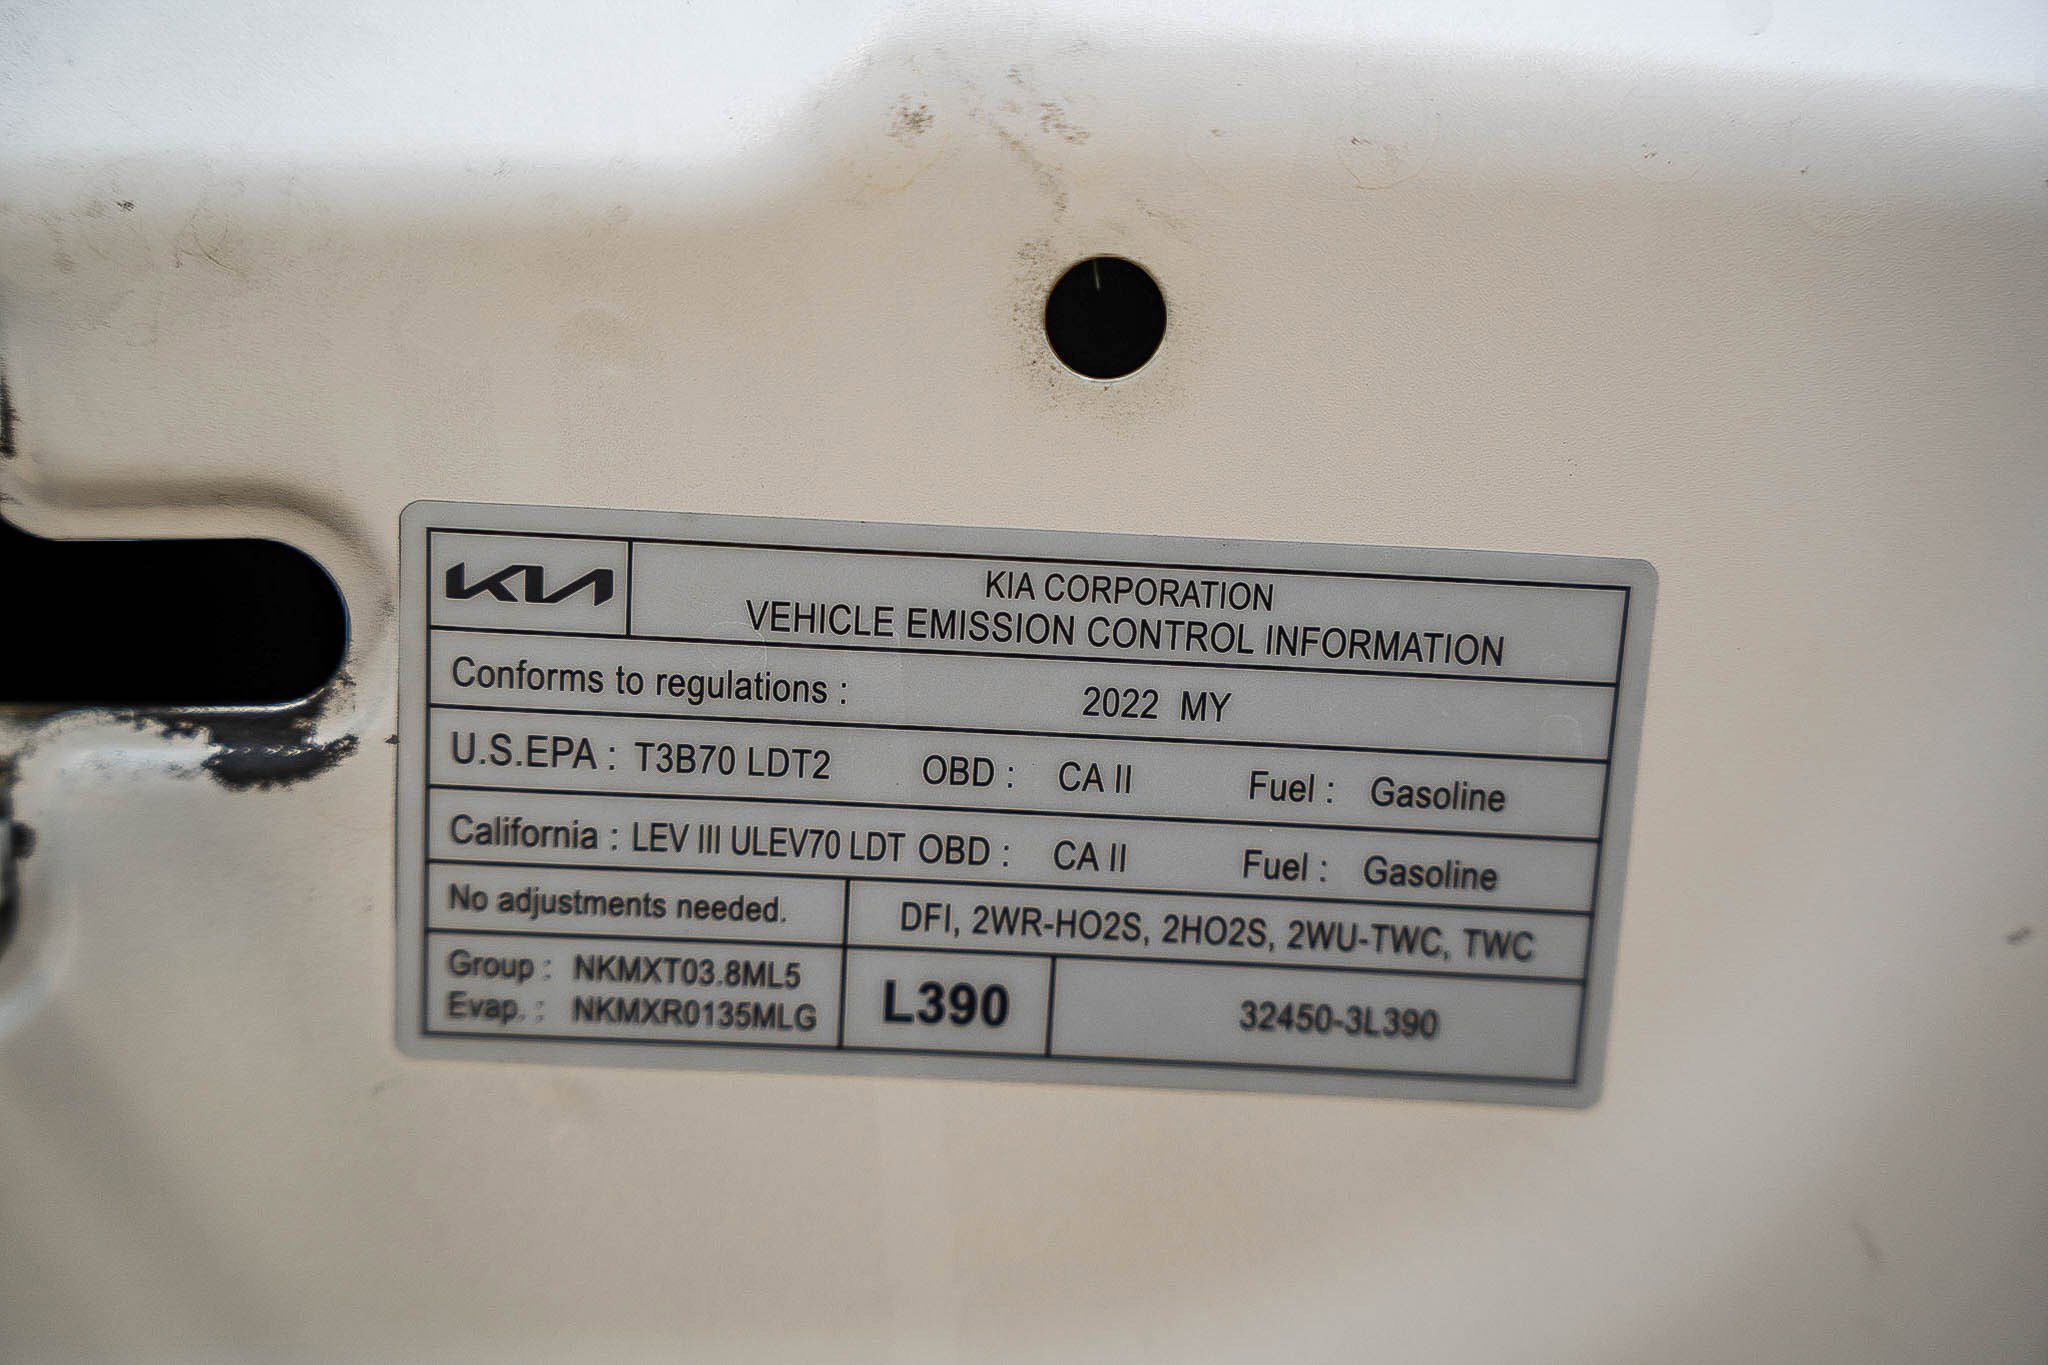 KIA
KIA CORPORATION
VEHICLE EMISSION CONTROL INFORMATION
Conforms to regulations : 2022 MY
U.S.EPA : T3B70 LDT2 OBD : CA II Fuel : Gasoline
California : LEV III ULEV70 LDT OBD : CA II Fuel : Gasoline
No adjustments needed. DFI, 2WR-HO2S, 2HO2S, 2WU-TWC, TWC
Group : NKMXT03.8ML5
Evap. : NKMXR0135MLG
L390 32450-3L390